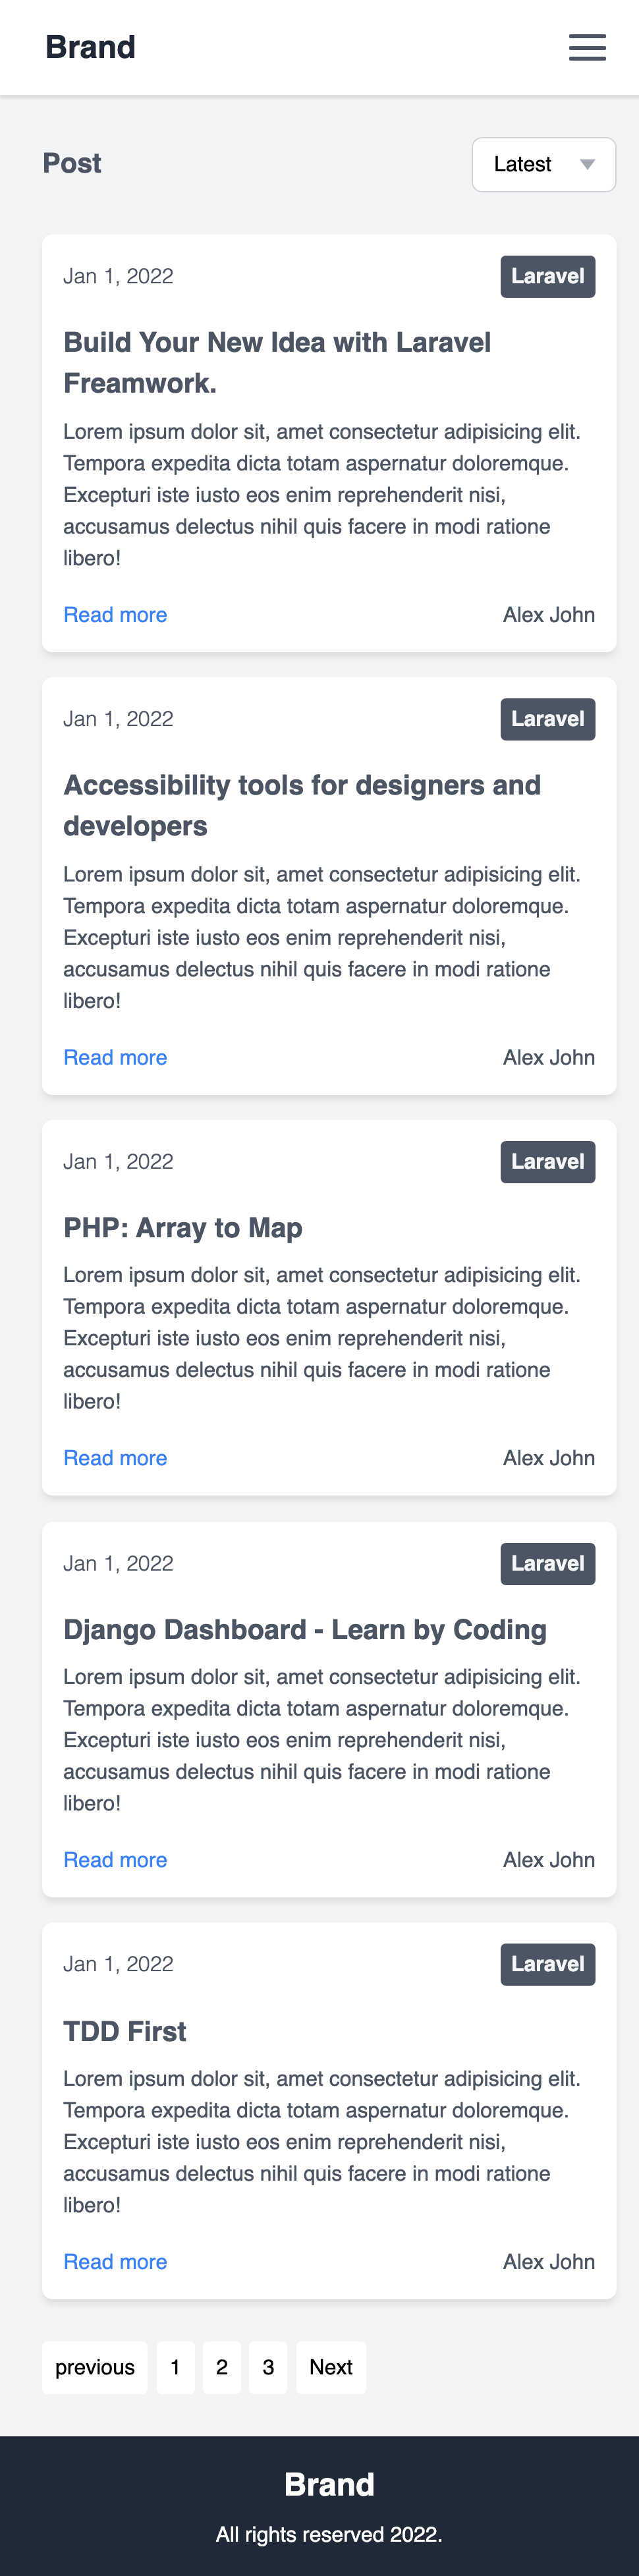 Brand
Post
Latest
Jan 1, 2022
Laravel
Build Your New Idea with Laravel
Freamwork.
Lorem ipsum dolor sit, amet consectetur adipisicing elit.
Tempora expedita dicta totam aspernatur doloremque.
Excepturi iste iusto eos enim reprehenderit nisi,
accusamus delectus nihil quis facere in modi ratione
libero!
Read more
Alex John
Jan 1, 2022
Laravel
Accessibility tools for designers and
developers
Lorem ipsum dolor sit, amet consectetur adipisicing elit.
Tempora expedita dicta totam aspernatur doloremque.
Excepturi iste iusto eos enim reprehenderit nisi,
accusamus delectus nihil quis facere in modi ratione
libero!
Read more
Alex John
Jan 1, 2022
Laravel
PHP: Array to Map
Lorem ipsum dolor sit, amet consectetur adipisicing elit.
Tempora expedita dicta totam aspernatur doloremque.
Excepturi iste iusto eos enim reprehenderit nisi,
accusamus delectus nihil quis facere in modi ratione
libero!
Read more
Alex John
Jan 1, 2022
Laravel
Django Dashboard - Learn by Coding
Lorem ipsum dolor sit, amet consectetur adipisicing elit.
Tempora expedita dicta totam aspernatur doloremque.
Excepturi iste iusto eos enim reprehenderit nisi,
accusamus delectus nihil quis facere in modi ratione
libero!
Read more
Alex John
Jan 1, 2022
Laravel
TDD First
Lorem ipsum dolor sit, amet consectetur adipisicing elit.
Tempora expedita dicta totam aspernatur doloremque.
Excepturi iste iusto eos enim reprehenderit nisi,
accusamus delectus nihil quis facere in modi ratione
libero!
Read more
Alex John
previous 1 2 3 Next
Brand
All rights reserved 2022.